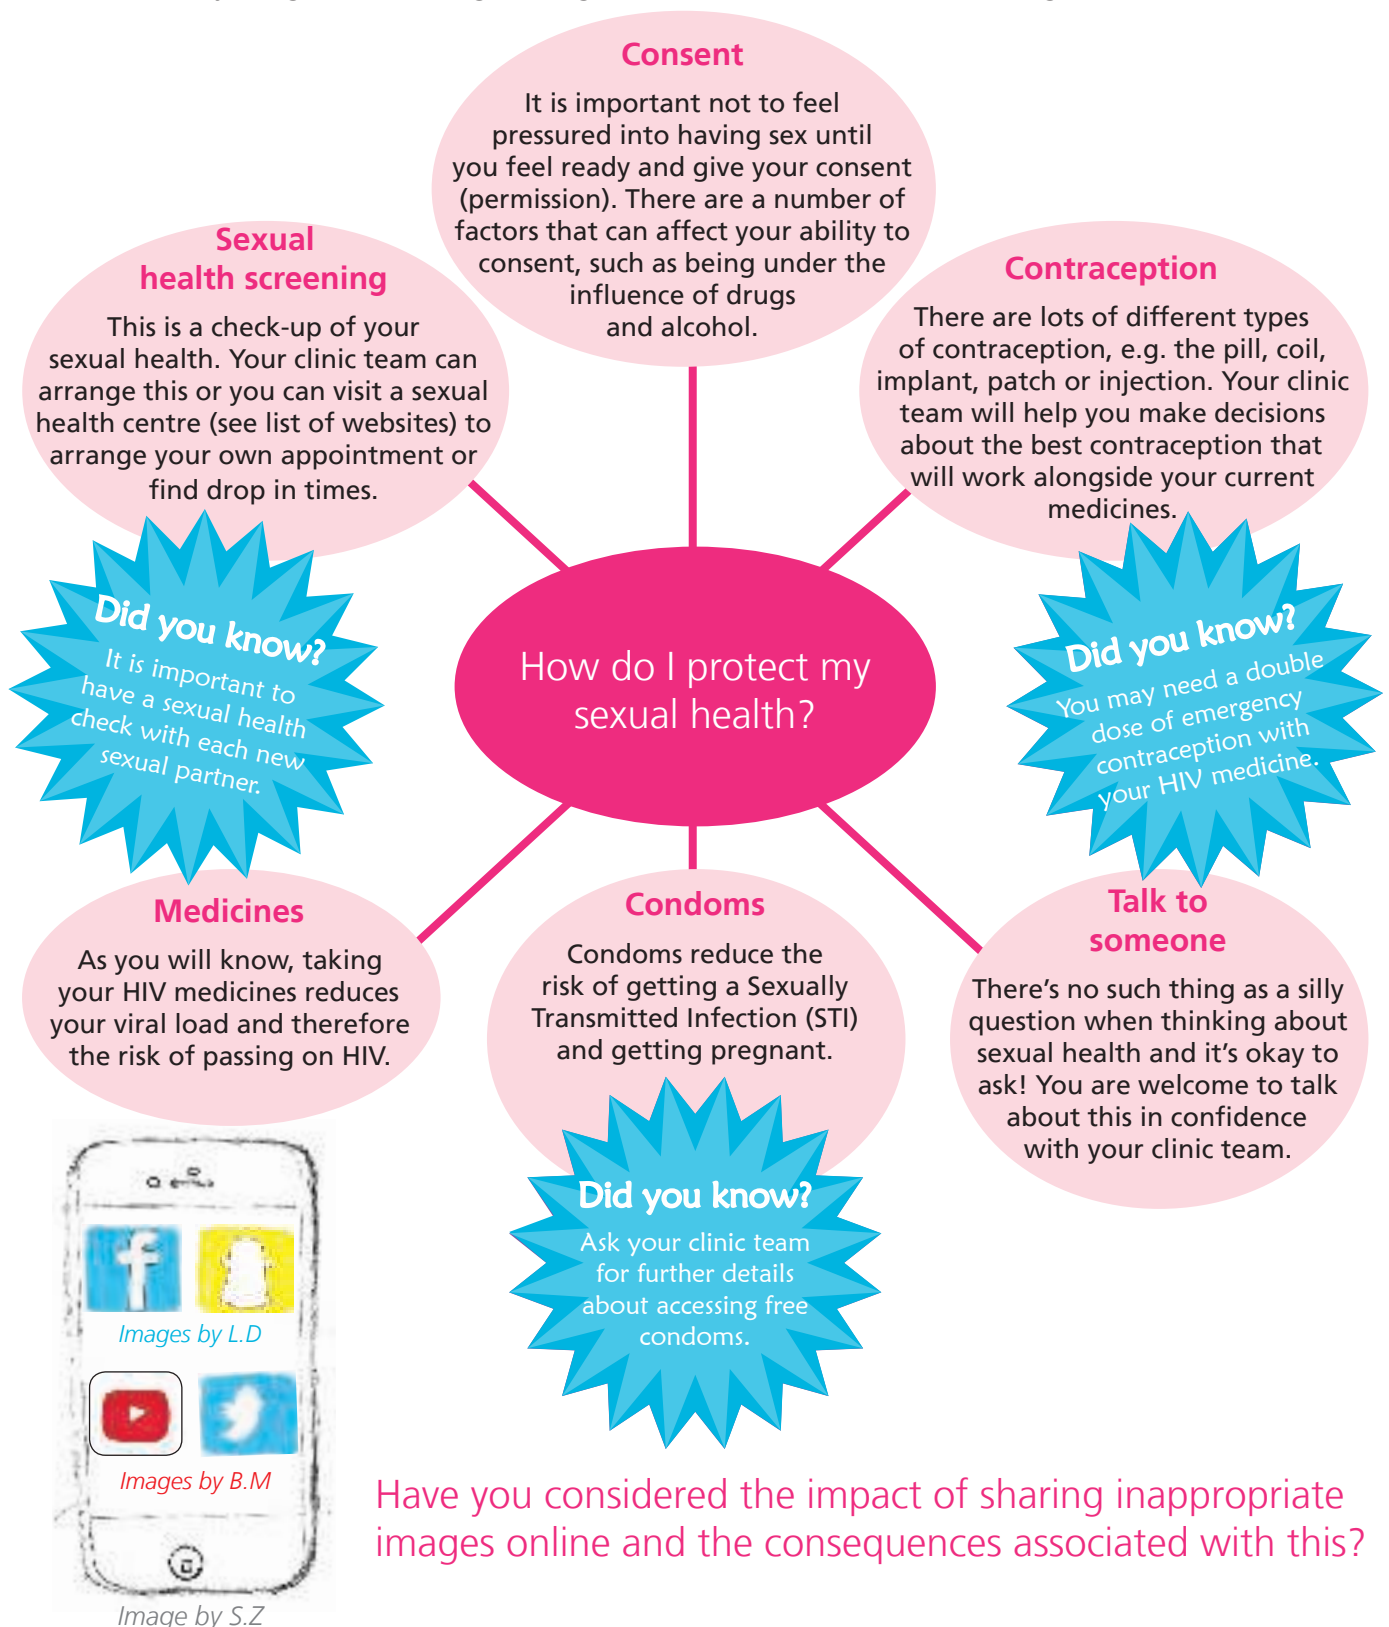 Consent
It is important not to feel
pressured into having sex until
you feel ready and give your consent
(permission). There are a number of
factors that can affect your ability to
consent, such as being under the
influence of drugs
and alcohol.
Sexual
health screening
This is a check-up of your
sexual health. Your clinic team can
arrange this or you can visit a sexual
health centre (see list of websites) to
arrange your own appointment or
find drop in times.
Contraception
There are lots of different types
of contraception, e.g. the pill, coil,
implant, patch or injection. Your clinic
team will help you make decisions
about the best contraception that
will work alongside your current
medicines.
Did you know?
It is important to
have a sexual health
check with each new
sexual partner.
How do I protect my
sexual health?
Did you know?
You may need a double
dose of emergency
contraception with
your HIV medicine.
Medicines
As you will know, taking
your HIV medicines reduces
your viral load and therefore
the risk of passing on HIV.
Condoms
Condoms reduce the
risk of getting a Sexually
Transmitted Infection (STI)
and getting pregnant.
Talk to
someone
There's no such thing as a silly
question when thinking about
sexual health and it's okay to
ask! You are welcome to talk
about this in confidence
with your clinic team.
Did you know?
Ask your clinic team
for further details
about accessing free
condoms.
Images by L.D
Images by B.M
Image by S.Z
Have you considered the impact of sharing inappropriate
images online and the consequences associated with this?